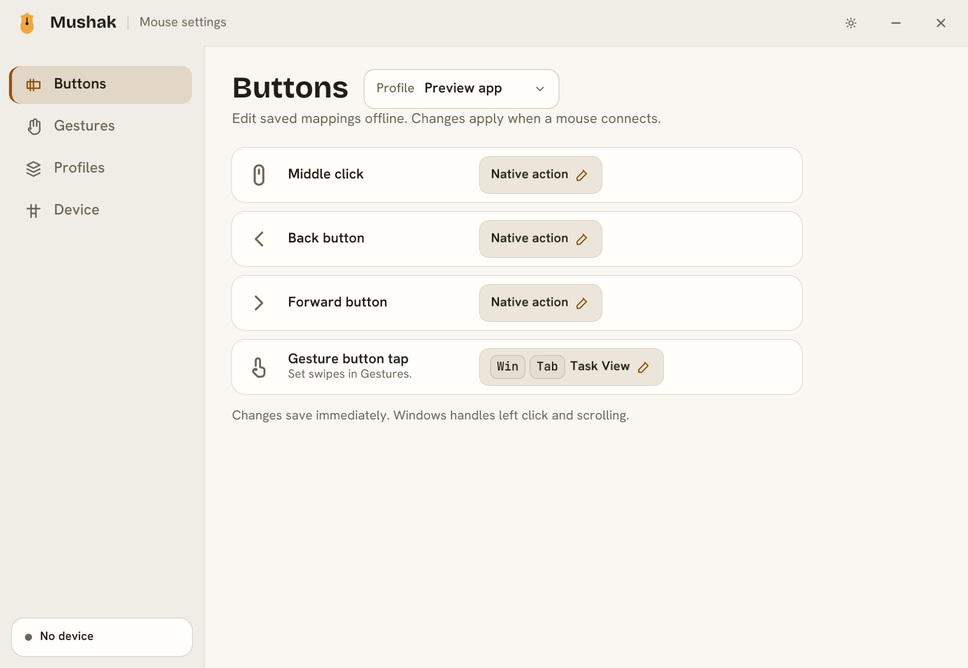 Mushak
Mouse settings
Buttons
Gestures
Profiles
Device
No device
Buttons
Profile Preview app
Edit saved mappings offline. Changes apply when a mouse connects.
Middle click
Native action
Back button
Native action
Forward button
Native action
Gesture button tap
Set swipes in Gestures.
Win Tab Task View
Changes save immediately. Windows handles left click and scrolling.